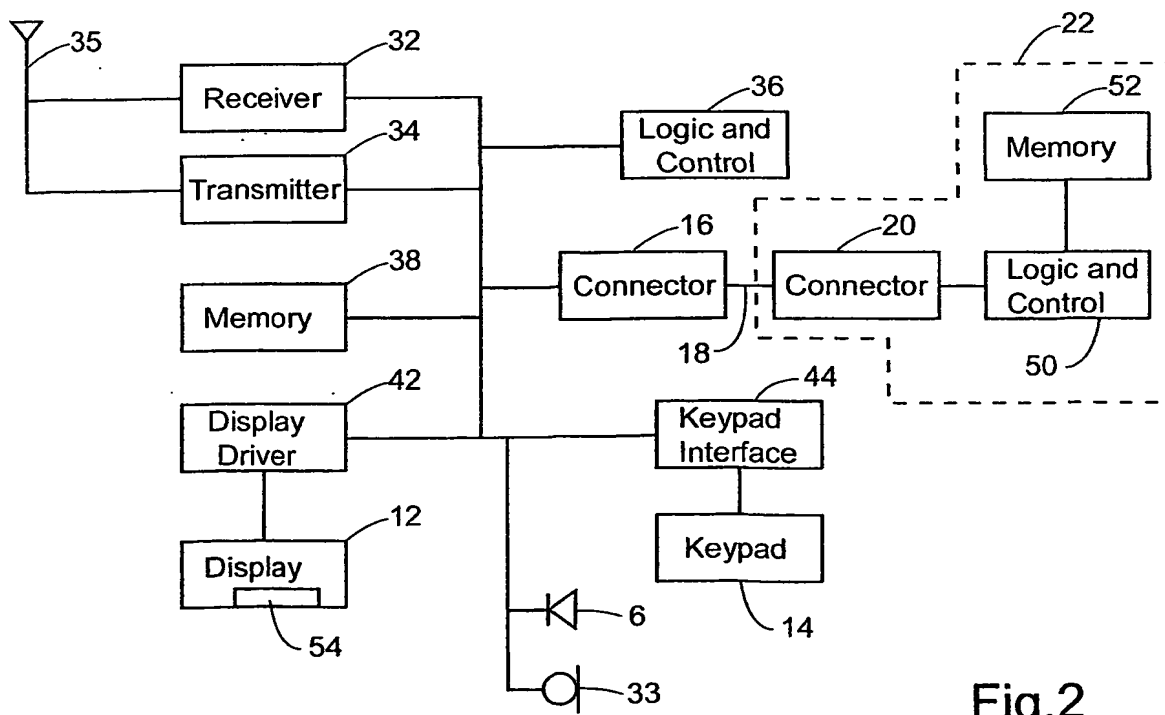 22
35
32
36
52
Receiver
Logic and
Control
Memory
34
Transmitter
16
20
38
Connector
Connector
Logic and
Control
Memory
18
50
42
44
Display
Driver
Keypad
Interface
12
Display
Keypad
54
6
14
33
Fig.2